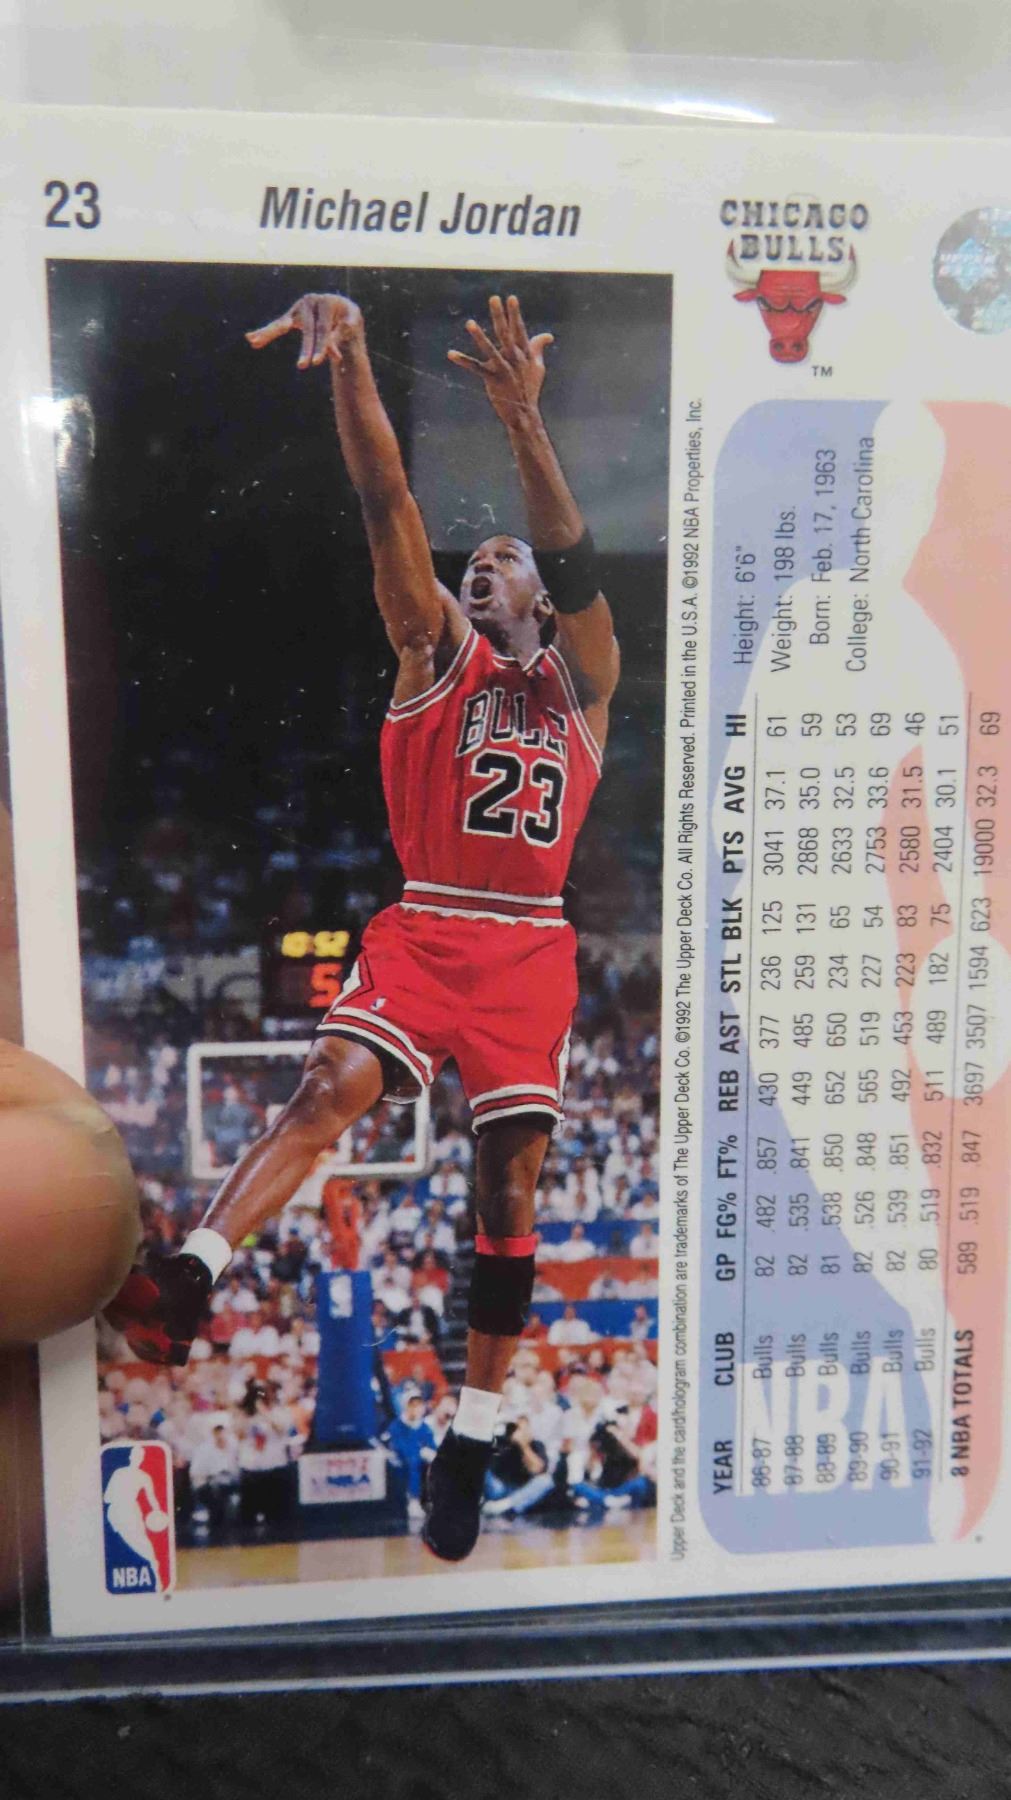 23
Michael Jordan
CHICAGO
BULLS
TM
UPPER
DECK
BULLS
23
10:52
5
NBA
Upper Deck and the card/hologram combination are trademarks of The Upper Deck Co. ©1992 The Upper Deck Co. All Rights Reserved. Printed in the U.S.A. ©1992 NBA Properties, Inc.
Height: 6'6"
Weight: 198 lbs.
Born: Feb. 17, 1963
College: North Carolina
YEAR CLUB GP FG% FT% REB AST STL BLK PTS AVG HI
86-87 Bulls 82 .482 .857 430 377 236 125 3041 37.1 61
87-88 Bulls 82 .535 .841 449 485 259 131 2868 35.0 59
88-89 Bulls 81 .538 .850 652 650 234 65 2633 32.5 53
89-90 Bulls 82 .526 .848 565 519 227 54 2753 33.6 69
90-91 Bulls 82 .539 .851 492 453 223 83 2580 31.5 46
91-92 Bulls 80 .519 .832 511 489 182 75 2404 30.1 51
8 NBA TOTALS 589 .519 .847 3697 3507 1594 623 19000 32.3 69
NBA